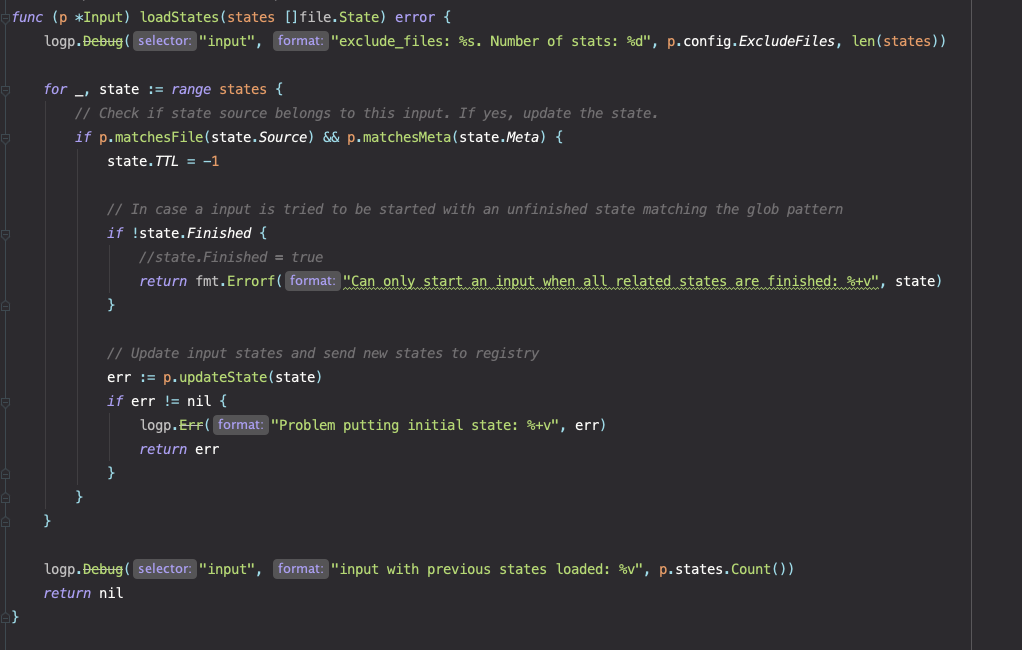 func (p *Input) loadStates(states []file.State) error {
logp.Debug( selector: "input", format: "exclude_files: %s. Number of stats: %d", p.config.ExcludeFiles, len(states))
for _, state := range states {
// Check if state source belongs to this input. If yes, update the state.
if p.matchesFile(state.Source) && p.matchesMeta(state.Meta) {
state.TTL = -1
// In case a input is tried to be started with an unfinished state matching the glob pattern
if !state.Finished {
//state.Finished = true
return fmt.Errorf( format: "Can only start an input when all related states are finished: %+v", state)
}
// Update input states and send new states to registry
err := p.updateState(state)
if err != nil {
logp.Err( format: "Problem putting initial state: %+v", err)
return err
}
}
}
logp.Debug( selector: "input", format: "input with previous states loaded: %v", p.states.Count())
return nil
}